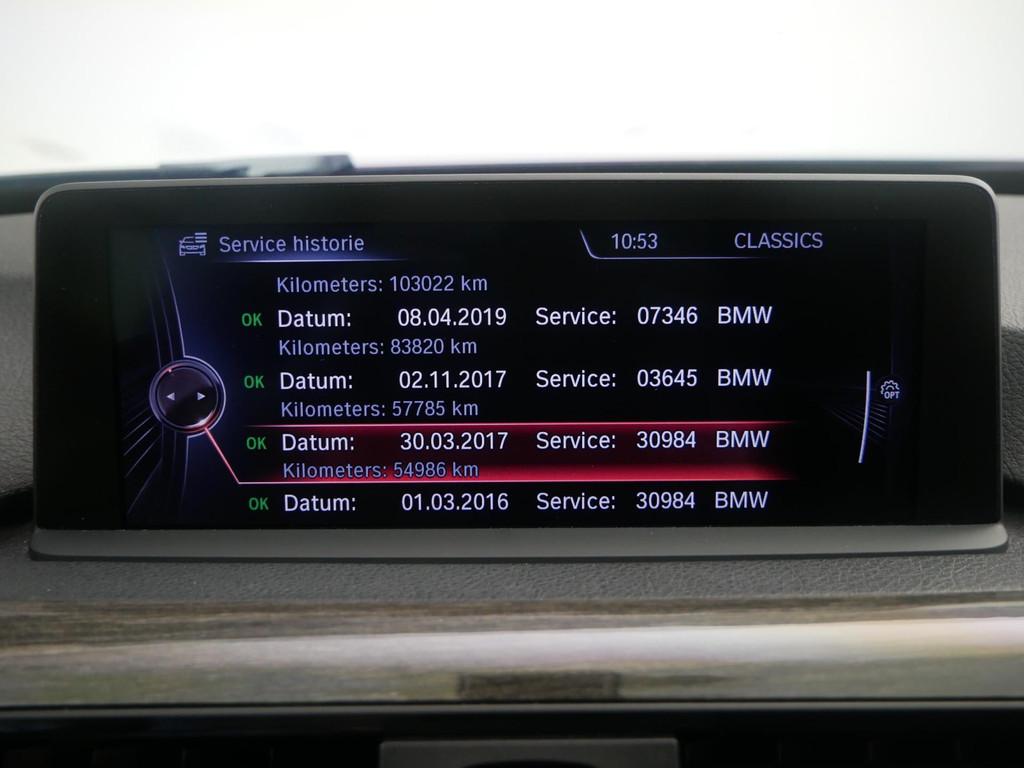 Service historie 10:53 CLASSICS
Kilometers: 103022 km
OK Datum: 08.04.2019 Service: 07346 BMW
Kilometers: 83820 km
OK Datum: 02.11.2017 Service: 03645 BMW
Kilometers: 57785 km
OPT
OK Datum: 30.03.2017 Service: 30984 BMW
Kilometers: 54986 km
OK Datum: 01.03.2016 Service: 30984 BMW